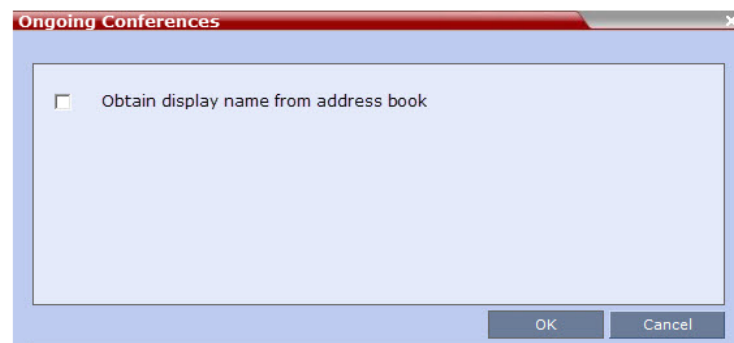 Ongoing Conferences
Obtain display name from address book
OK
Cancel